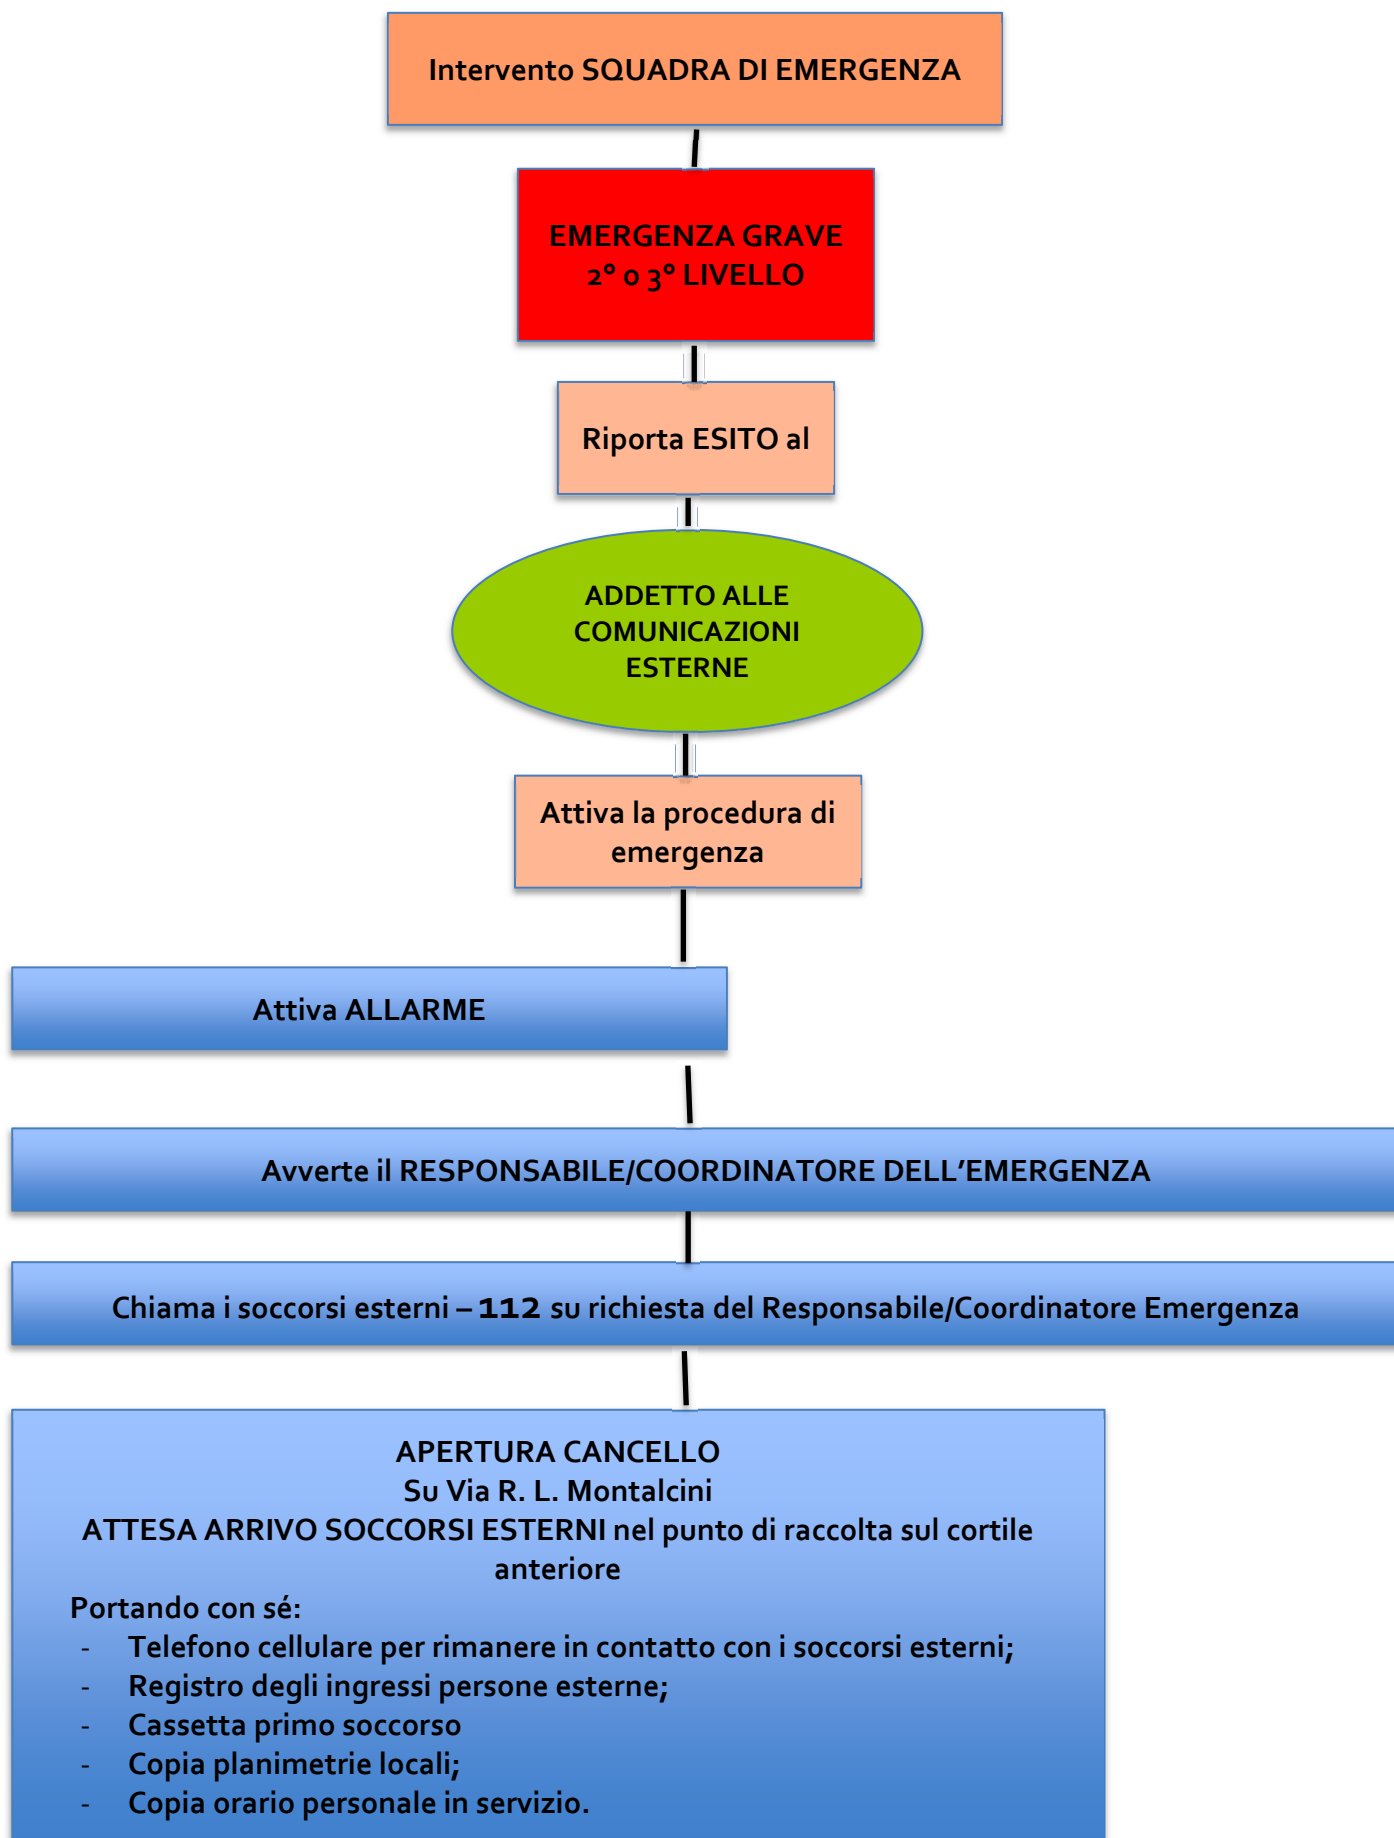 Intervento SQUADRA DI EMERGENZA
EMERGENZA GRAVE
2° o 3° LIVELLO
Riporta ESITO al
ADDETTO ALLE
COMUNICAZIONI
ESTERNE
Attiva la procedura di
emergenza
Attiva ALLARME
Avverte il RESPONSABILE/COORDINATORE DELL'EMERGENZA
Chiama i soccorsi esterni – 112 su richiesta del Responsabile/Coordinatore Emergenza
APERTURA CANCELLO
Su Via R. L. Montalcini
ATTESA ARRIVO SOCCORSI ESTERNI nel punto di raccolta sul cortile
anteriore
Portando con sé:
- Telefono cellulare per rimanere in contatto con i soccorsi esterni;
- Registro degli ingressi persone esterne;
- Cassetta primo soccorso
- Copia planimetrie locali;
- Copia orario personale in servizio.